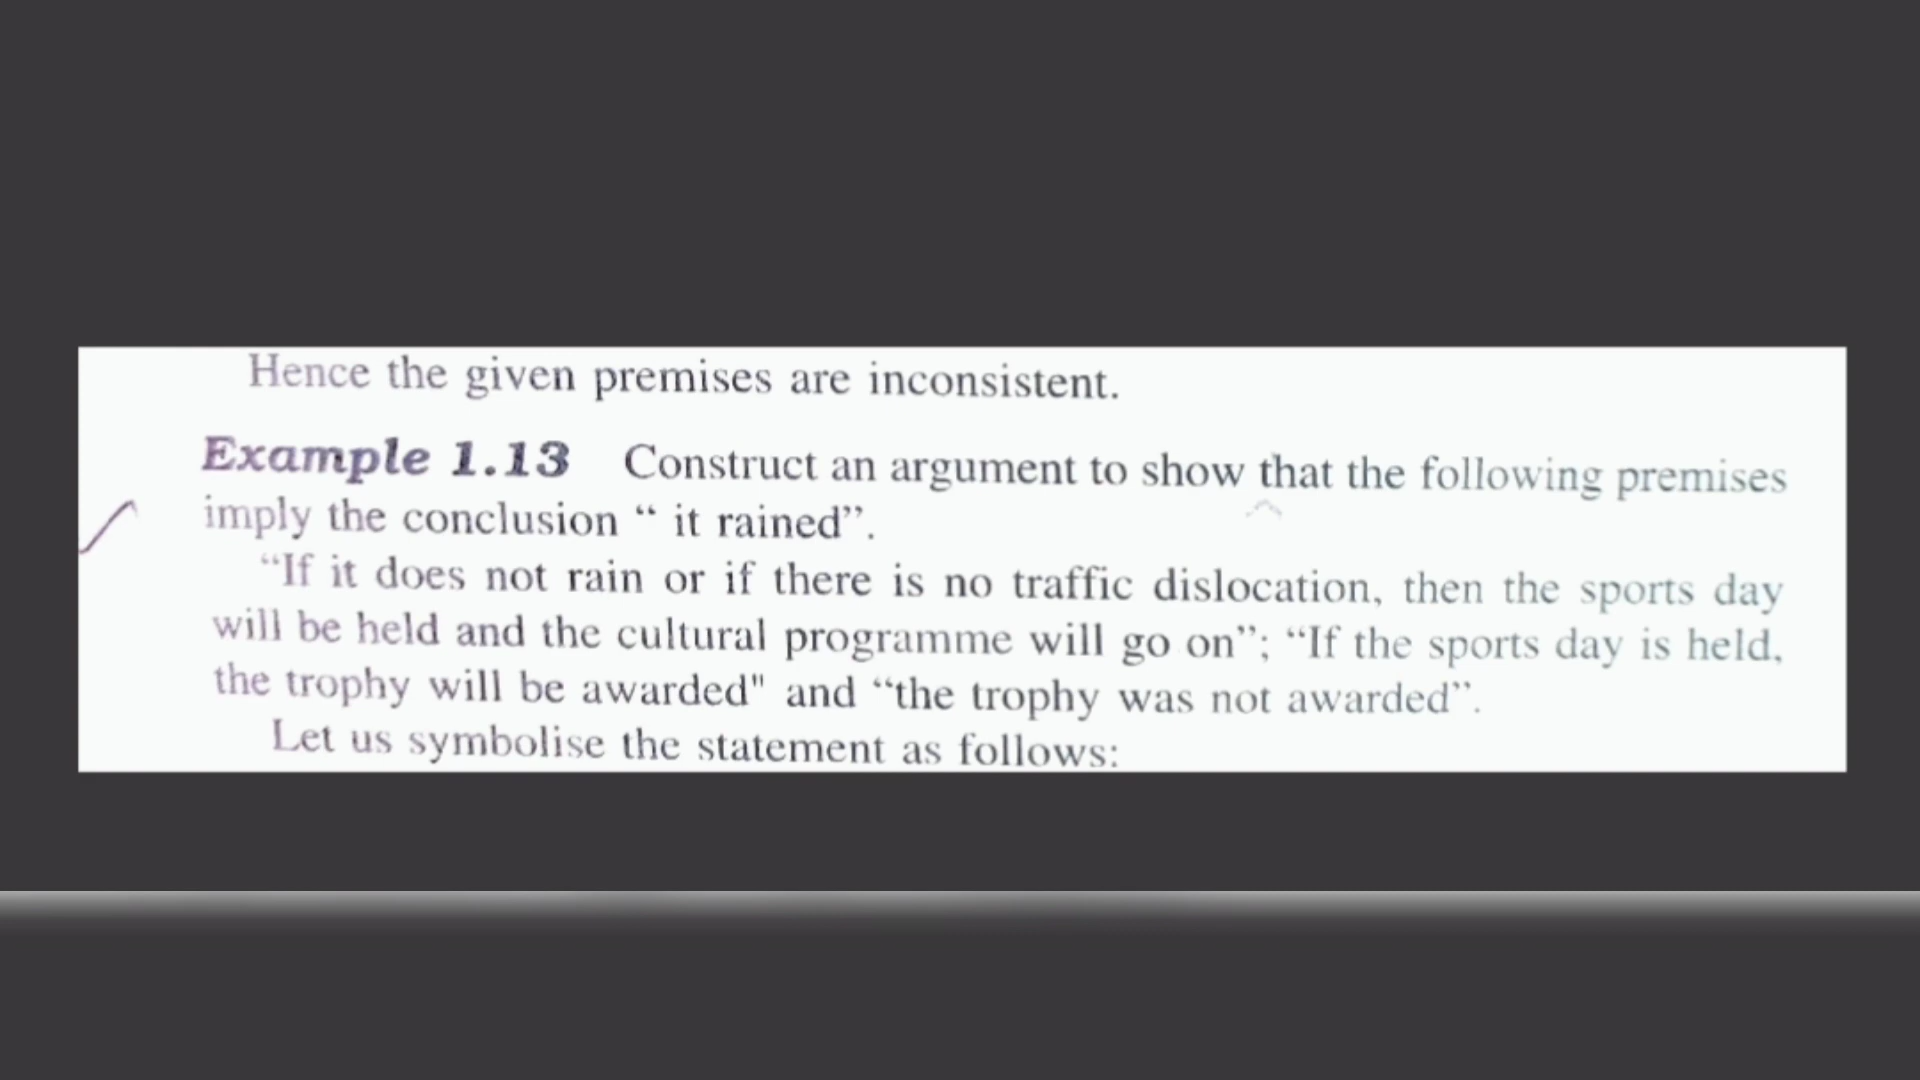 Hence the given premises are inconsistent.
Example 1.13 Construct an argument to show that the following premises
imply the conclusion “ it rained”.
“If it does not rain or if there is no traffic dislocation, then the sports day
will be held and the cultural programme will go on”; “If the sports day is held,
the trophy will be awarded" and “the trophy was not awarded”.
Let us symbolise the statement as follows: